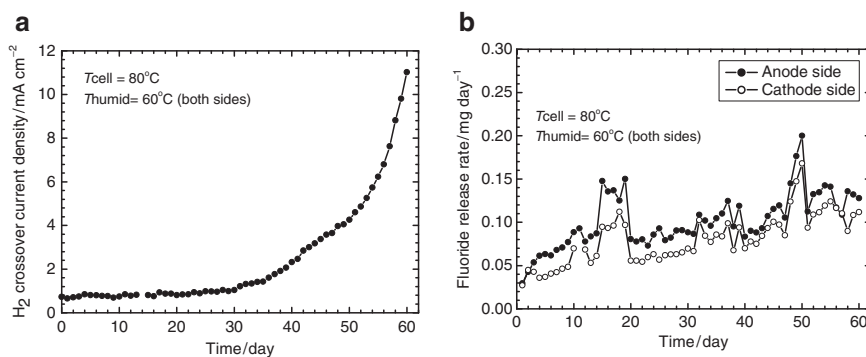 a
H2 crossover current density/mA cm−2
12
10
8
6
4
2
0
Tcell = 80°C
Thumid= 60°C (both sides)
0 10 20 30 40 50 60
Time/day
b
Fluoride release rate/mg day−1
0.30
0.25
0.20
0.15
0.10
0.05
0.00
Anode side
Cathode side
Tcell = 80°C
Thumid= 60°C (both sides)
0 10 20 30 40 50 60
Time/day